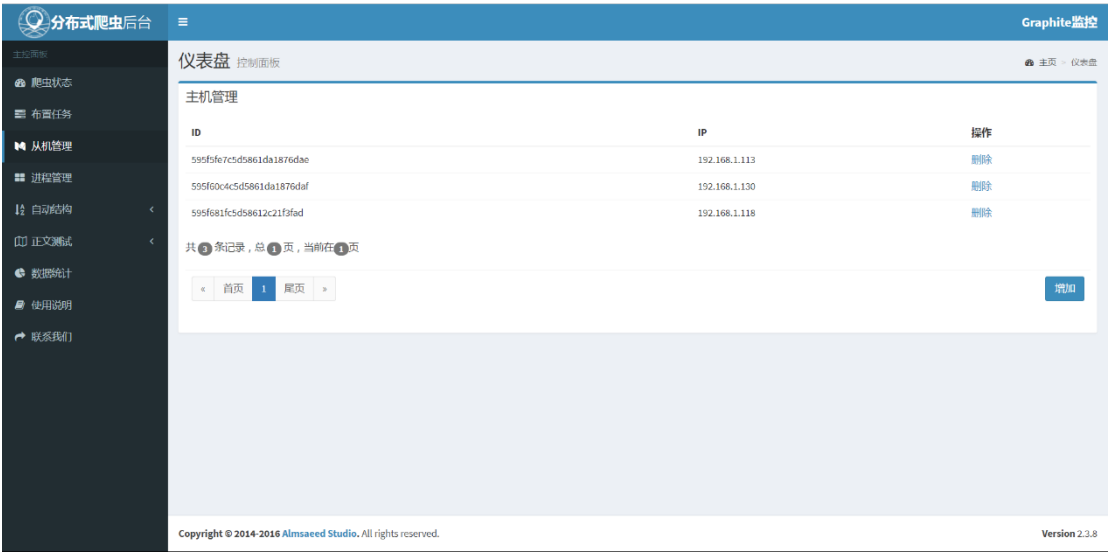 分布式爬虫后台
Graphite监控
主控面板
爬虫状态
布置任务
从机管理
进程管理
自动结构
正文测试
数据统计
使用说明
联系我们
仪表盘 控制面板
主页 > 仪表盘
主机管理
ID IP 操作
595f5fe7c5d5861da1876dae 192.168.1.113 删除
595f60c4c5d5861da1876daf 192.168.1.130 删除
595f681fc5d58612c21f3fad 192.168.1.118 删除
共 3 条记录，总 1 页，当前在 1 页
« 首页 1 尾页 »
增加
Copyright © 2014-2016 Almsaeed Studio. All rights reserved.
Version 2.3.8